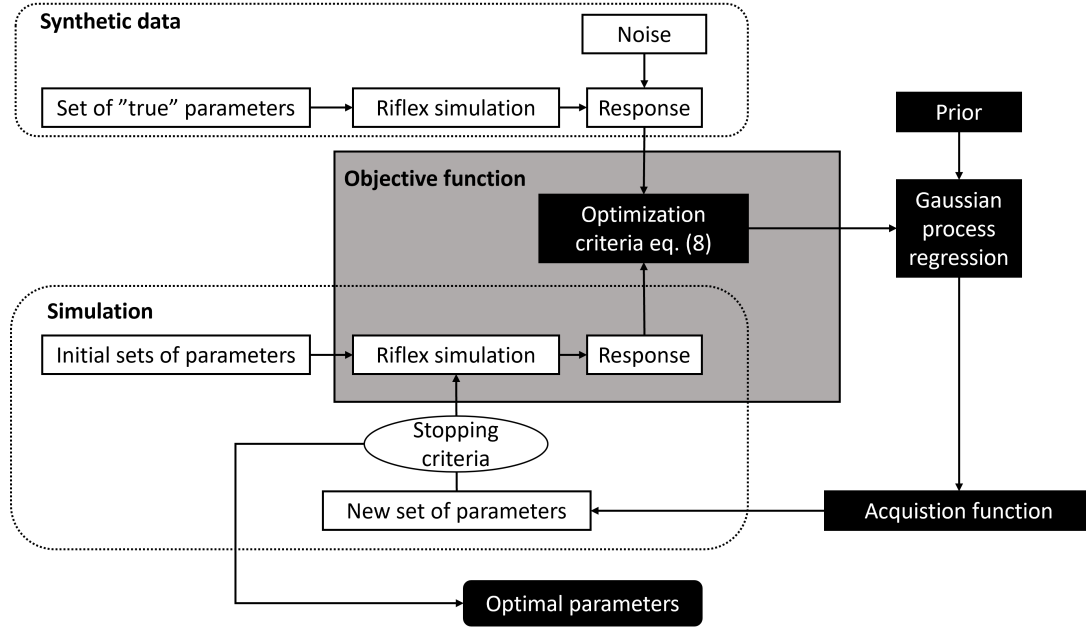 Synthetic data
Noise
Set of ”true” parameters
Riflex simulation
Response
Prior
Objective function
Optimization
criteria eq. (8)
Gaussian
process
regression
Simulation
Initial sets of parameters
Riflex simulation
Response
Stopping
criteria
New set of parameters
Acquistion function
Optimal parameters